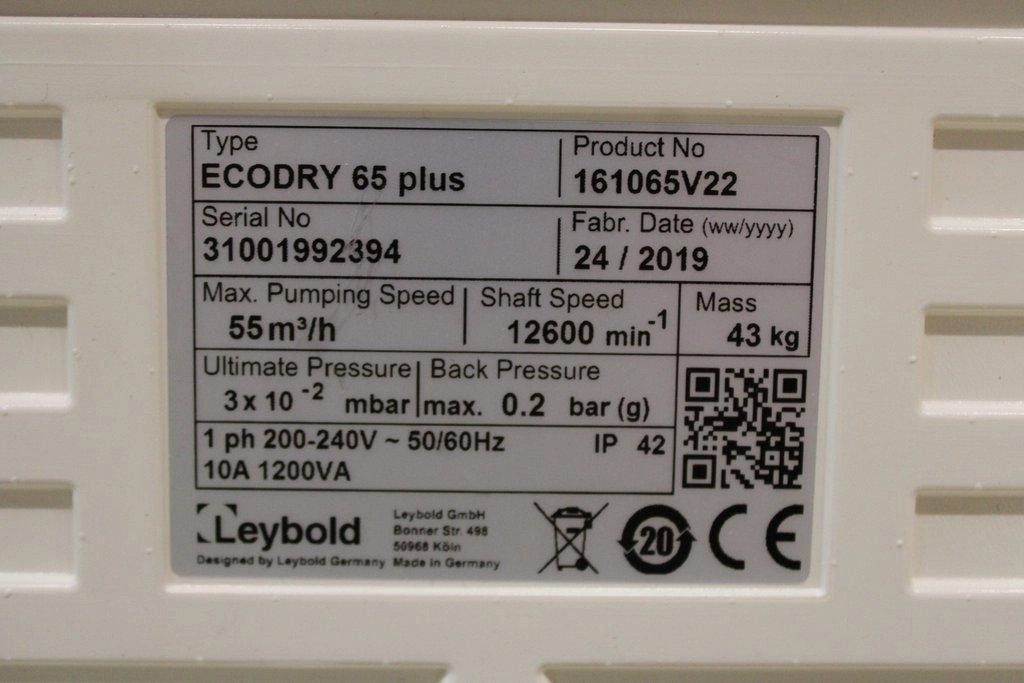 Type
ECODRY 65 plus
Product No
161065V22
Serial No
31001992394
Fabr. Date (ww/yyyy)
24 / 2019
Max. Pumping Speed
55 m³/h
Shaft Speed
12600 min⁻¹
Mass
43 kg
Ultimate Pressure
3 x 10 ⁻² mbar
Back Pressure
max. 0.2 bar (g)
1 ph 200-240V ~ 50/60Hz IP 42
10A 1200VA
Leybold
Designed by Leybold Germany
Leybold GmbH
Bonner Str. 498
50968 Köln
Made in Germany
20
CE